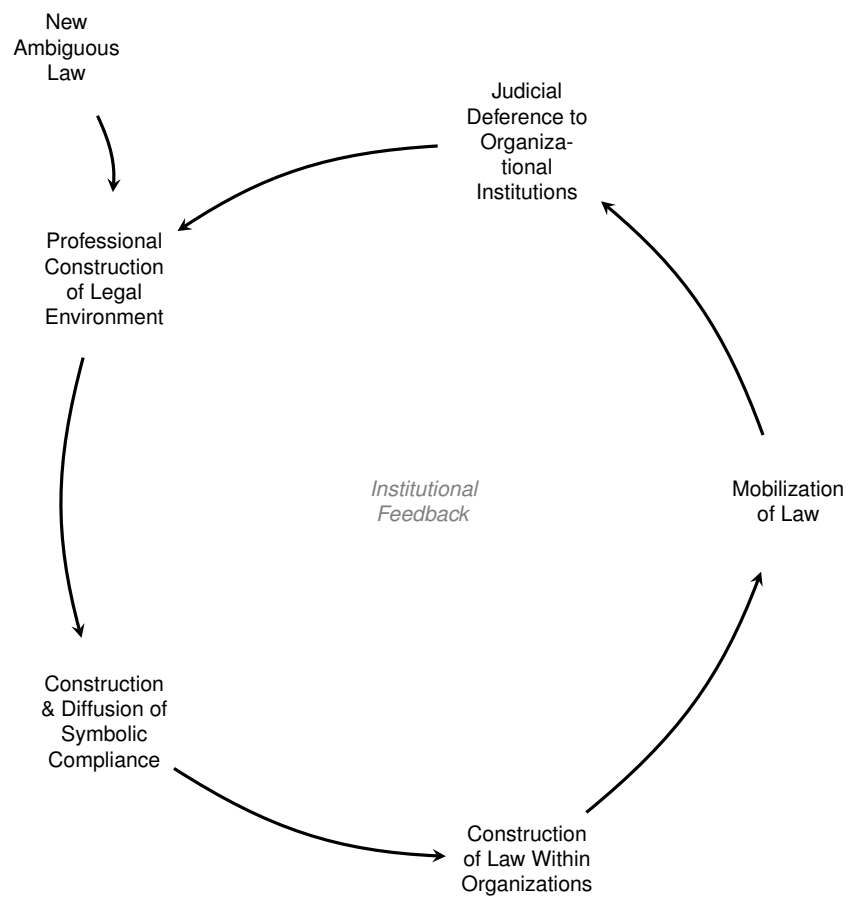 New
Ambiguous
Law
Judicial
Deference to
Organiza-
tional
Institutions
Professional
Construction
of Legal
Environment
Institutional
Feedback
Mobilization
of Law
Construction
& Diffusion of
Symbolic
Compliance
Construction
of Law Within
Organizations